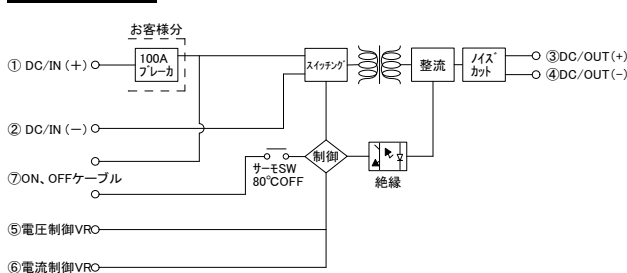 お客様分
① DC/IN (+)
100A
ブレーカ
スイッチング
整流
ノイズ
カット
③DC/OUT(+)
④DC/OUT(-)
② DC/IN (-)
⑦ON、OFFケーブル
サーモSW
80℃OFF
制御
絶縁
⑤電圧制御VR
⑥電流制御VR